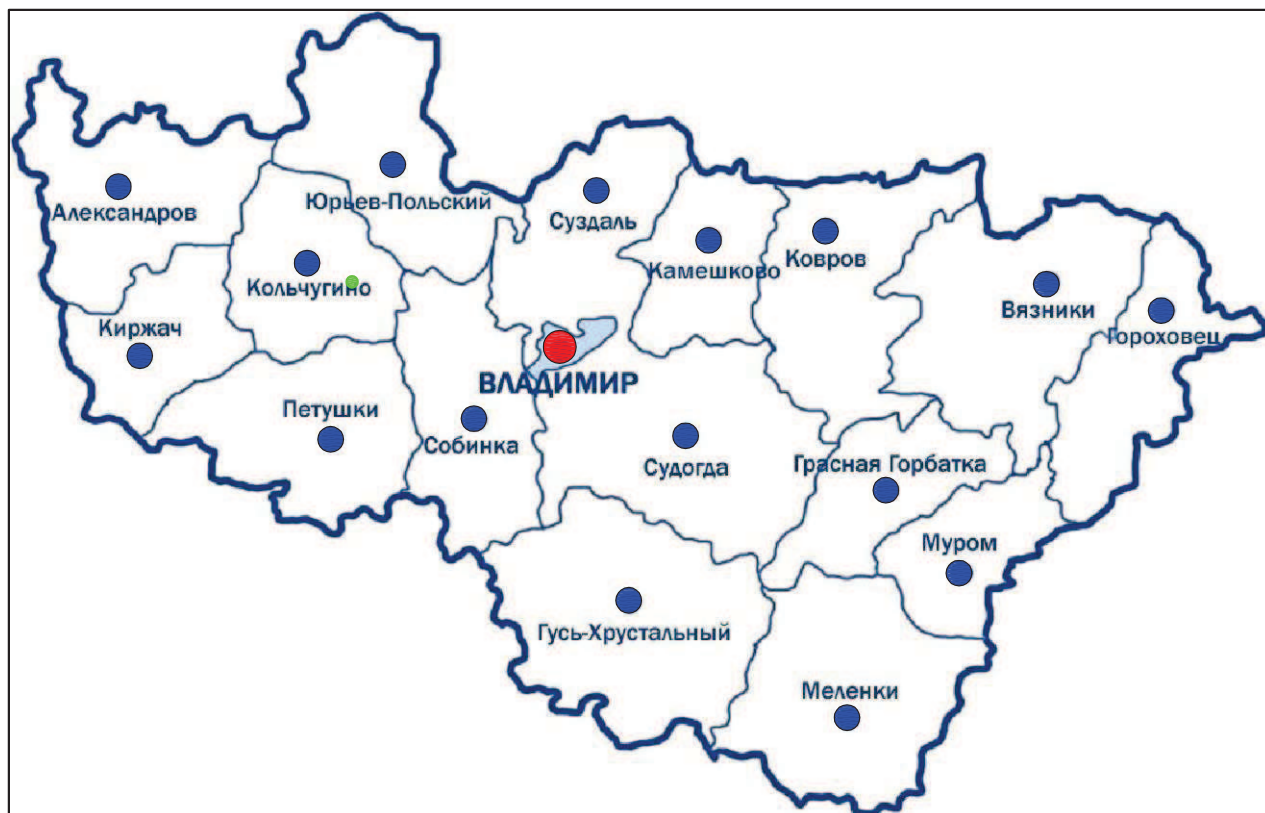 Александров
Юрьев-Польский
Суздаль
Кольчугино
Камешково
Ковров
Вязники
Гороховец
Киржач
ВЛАДИМИР
Петушки
Собинка
Судогда
Грасная Горбатка
Муром
Гусь-Хрустальный
Меленки